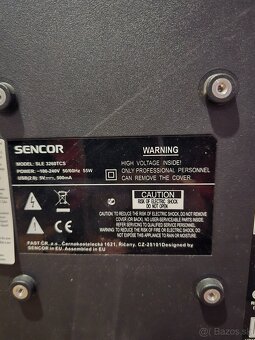 SENCOR
MODEL: SLE 3260TCS
POWER: ~100-240V 50/60Hz 55W
USB(2.0): 5V⎓ 500mA
WARNING
HIGH VOLTAGE INSIDE!
ONLY PROFESSIONAL PERSONNEL
CAN REMOVE THE COVER!
CAUTION
RISK OF ELECTRIC SHOCK
DO NOT OPEN
CAUTION: TO REDUCE THE RISK OF ELECTRIC SHOCK, DO NOT REMOVE
COVER(OR BACK). NO USER-SERVICEABLE PARTS INSIDE.
REFER SERVICING TO QUALIFIED SERVICE PERSONNEL.
WARNING: TO REDUCE THE RISK OF FIRE OR ELECTRIC SHOCK,
DO NOT EXPOSE THIS APPLIANCE TO RAIN OR MOISTURE.
CE
FAST ČR, a.s., Černokostelecká 1621, Říčany, CZ-25101 Designed by
SENCOR in EU. Assembled in EU
bazos.sk